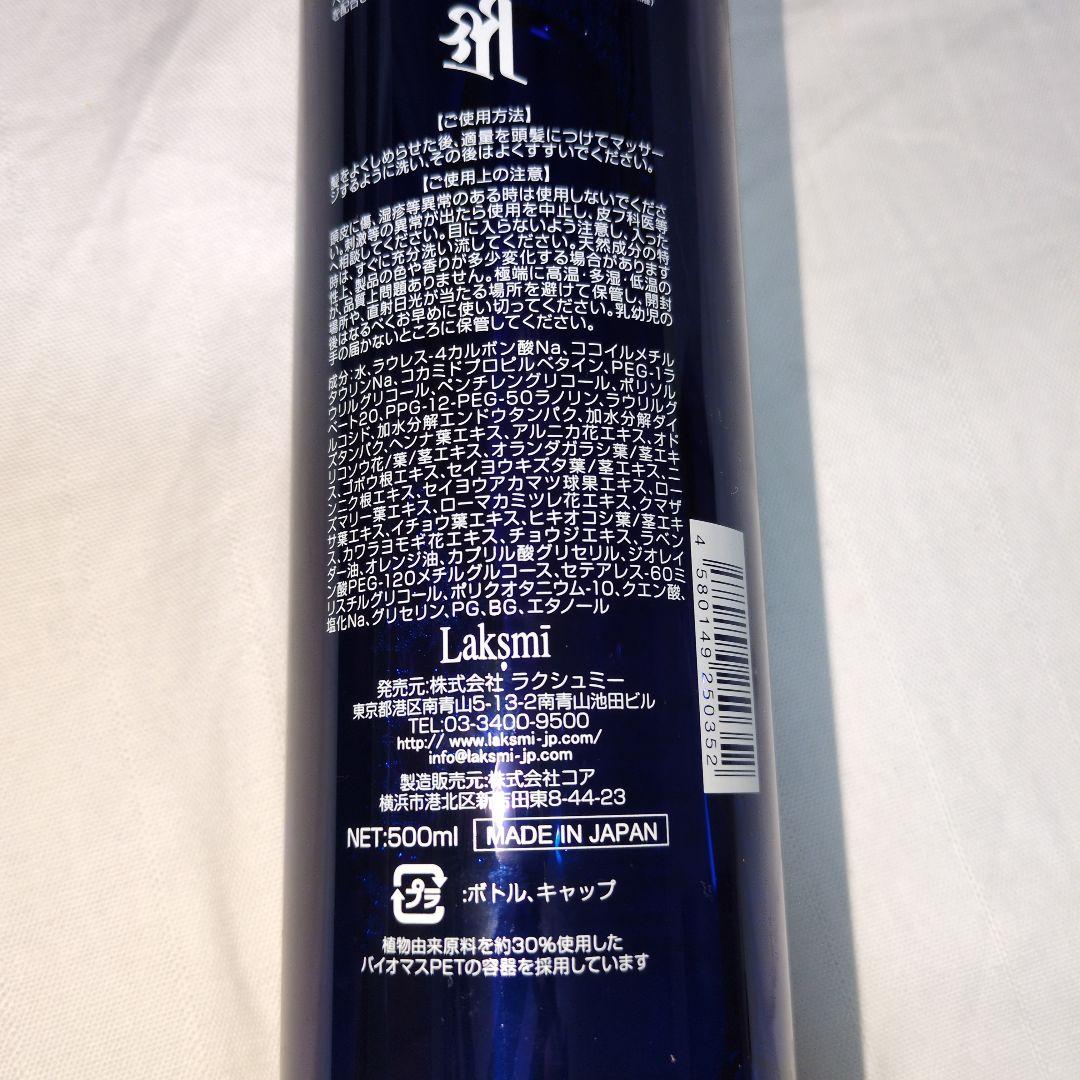 【ご使用方法】
髪をよくしめらせた後、適量を頭髪につけてマッサー
ジするように洗い、その後はよくすすいでください。
【ご使用上の注意】
頭皮に傷、湿疹等異常のある時は使用しないでくださ
い。刺激等の異常が出たら使用を中止し、皮フ科医等
へ相談してください。目に入らないよう注意し、入った
時は、すぐに充分洗い流してください。天然成分の特
性上、製品の色や香りが多少変化する場合があります
が、品質上問題ありません。極端に高温・多湿・低温の
場所や、直射日光が当たる場所を避けて保管し、開封
後はなるべくお早めに使い切ってください。乳幼児の
手の届かないところに保管してください。
成分:水、ラウレス-4カルボン酸Na、ココイルメチル
タウリンNa、コカミドプロピルベタイン、PEG-1ラ
ウリルグリコール、ペンチレングリコール、ポリソル
ベート20、PPG-12-PEG-50ラノリン、ラウリルグ
ルコシド、加水分解エンドウタンパク、加水分解ダイ
ズタンパク、ヘンナ葉エキス、アルニカ花エキス、オド
リコソウ花/葉/茎エキス、オランダガラシ葉/茎エキ
ス、ゴボウ根エキス、セイヨウキズタ葉/茎エキス、ニ
ンニク根エキス、セイヨウアカマツ球果エキス、ロー
ズマリー葉エキス、ローマカミツレ花エキス、クマザ
サ葉エキス、イチョウ葉エキス、ヒキオコシ葉/茎エキ
ス、カワラヨモギ花エキス、チョウジエキス、ラベン
ダー油、オレンジ油、カプリル酸グリセリル、ジオレイ
ン酸PEG-120メチルグルコース、セテアレス-60ミ
リスチルグリコール、ポリクオタニウム-10、クエン酸、
塩化Na、グリセリン、PG、BG、エタノール
Lakṣmī
発売元:株式会社 ラクシュミー
東京都港区南青山5-13-2南青山池田ビル
TEL:03-3400-9500
http:// www.laksmi-jp.com/
info@laksmi-jp.com
製造販売元:株式会社コア
横浜市港北区新吉田東8-44-23
NET:500ml MADE IN JAPAN
プラ :ボトル、キャップ
植物由来原料を約30%使用した
バイオマスPETの容器を採用しています
4 580149 250352